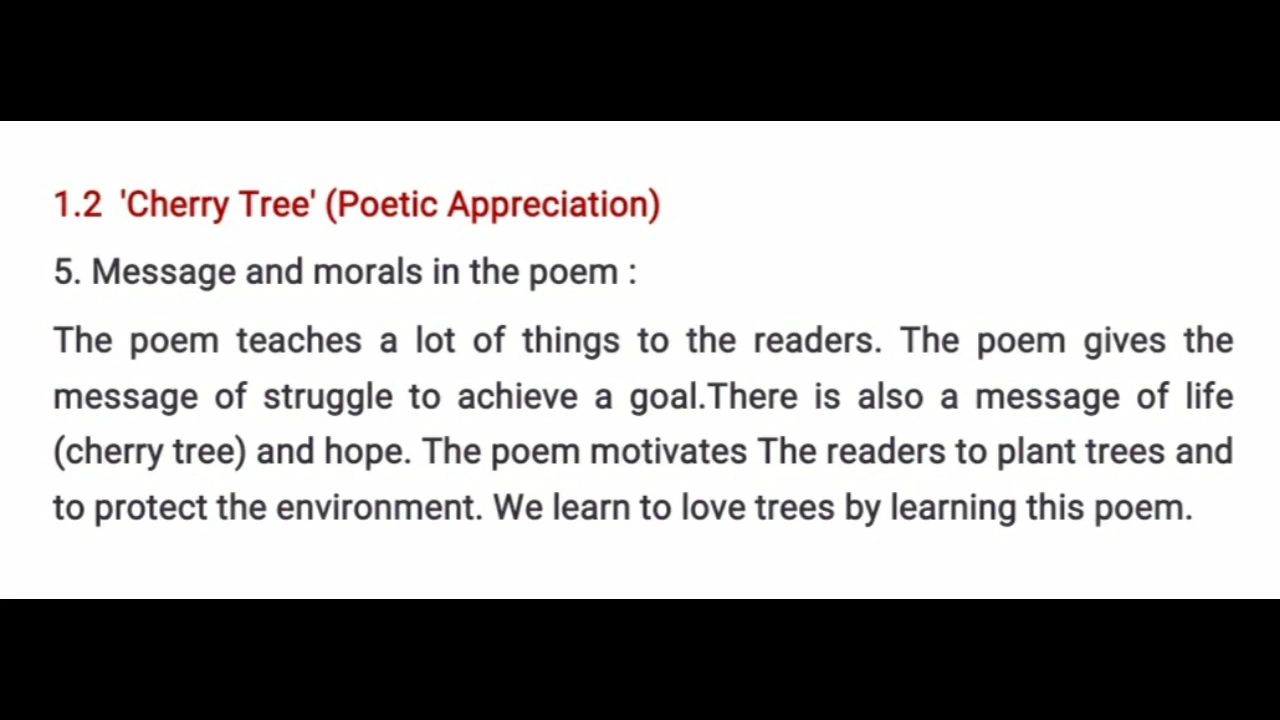 1.2 'Cherry Tree' (Poetic Appreciation)
5. Message and morals in the poem :
The poem teaches a lot of things to the readers. The poem gives the
message of struggle to achieve a goal.There is also a message of life
(cherry tree) and hope. The poem motivates The readers to plant trees and
to protect the environment. We learn to love trees by learning this poem.